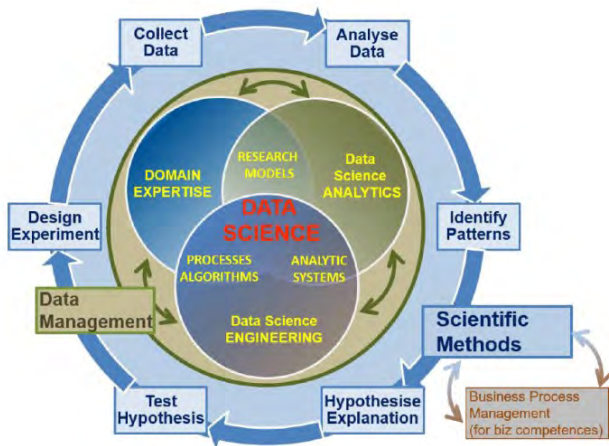 Collect
Data
Analyse
Data
RESEARCH
MODELS
DOMAIN
EXPERTISE
Data
Science
ANALYTICS
Design
Experiment
DATA
SCIENCE
Identify
Patterns
PROCESSES
ALGORITHMS
ANALYTIC
SYSTEMS
Data
Management
Data Science
ENGINEERING
Scientific
Methods
Test
Hypothesis
Hypothesise
Explanation
Business Process
Management
(for biz competences)